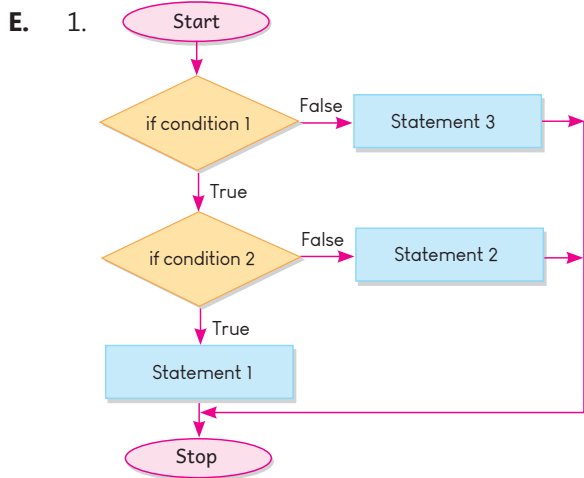 E. 1.
Start
if condition 1
False
Statement 3
True
if condition 2
False
Statement 2
True
Statement 1
Stop